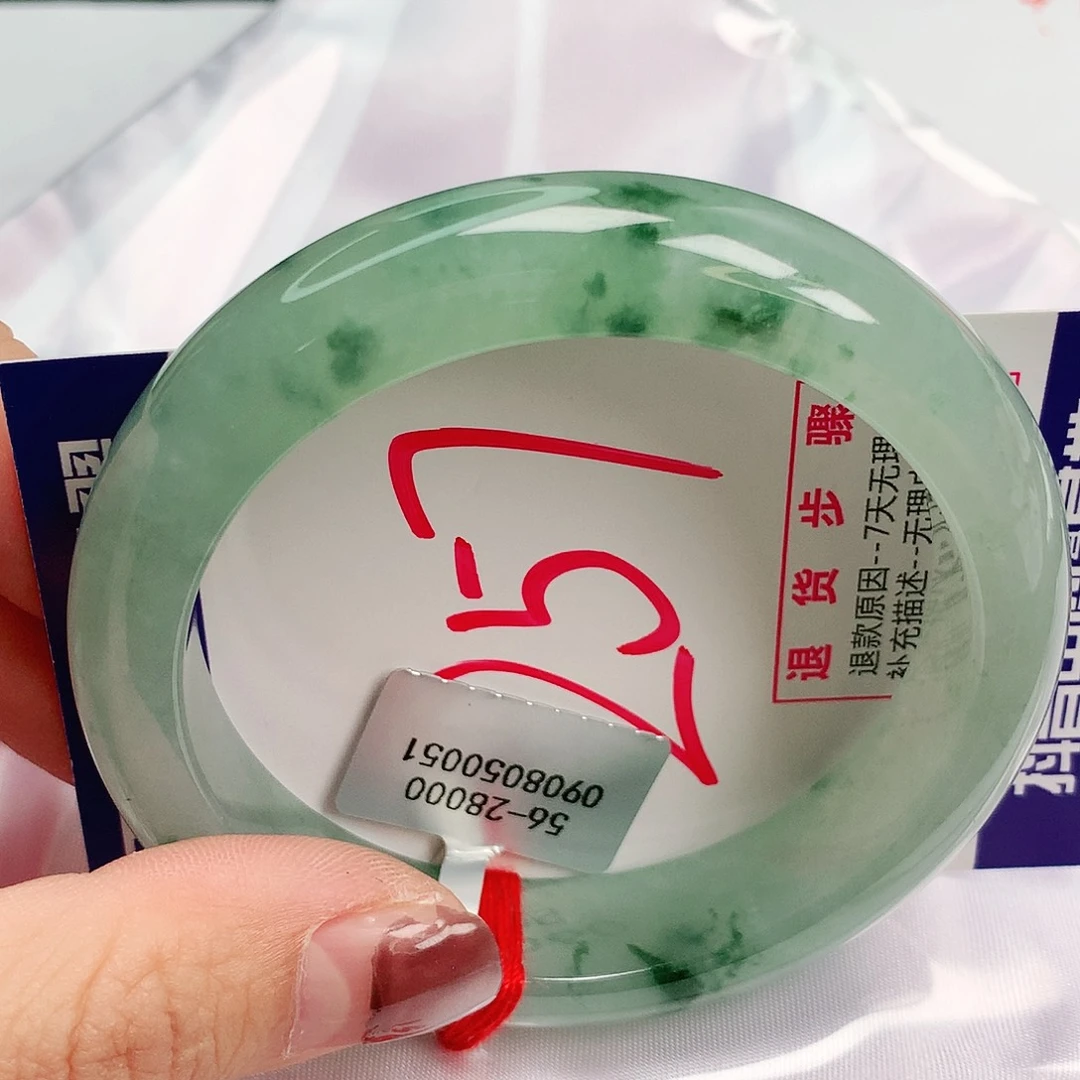 257
退货步骤
退款原因--7天无理
补充描述--无理
56-28000
0908050051